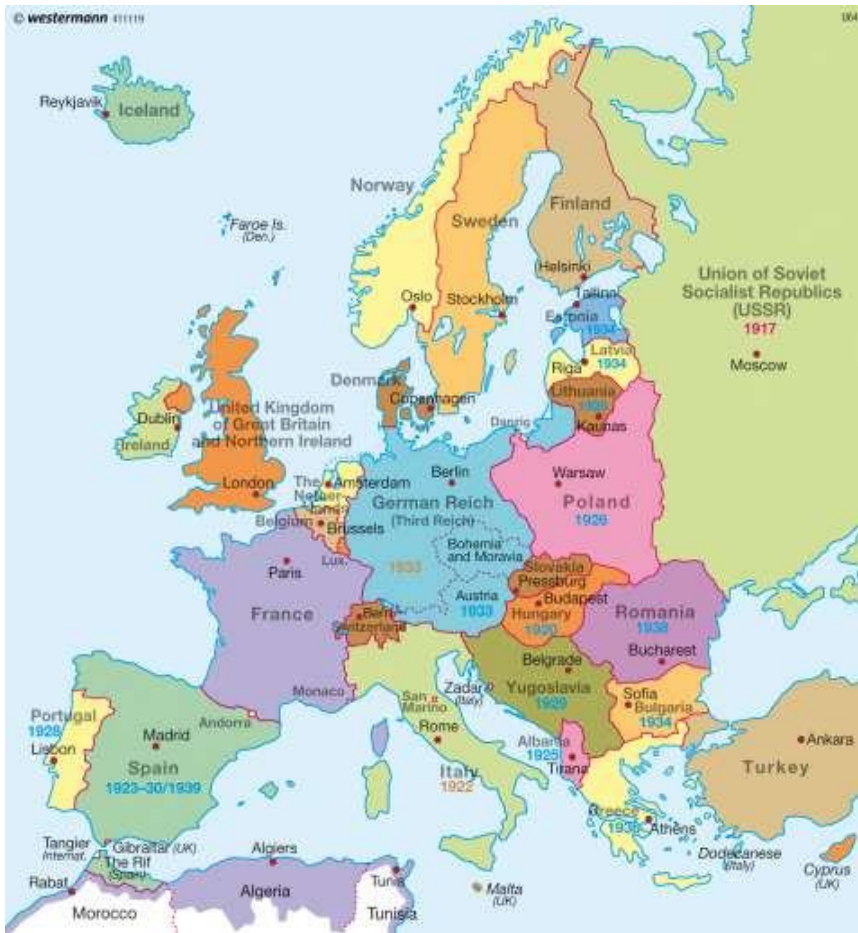 © westermann 411119
Reykjavik
Iceland
Norway
Faroe Is.
(Den.)
Sweden
Finland
Helsinki
Oslo
Stockholm
Tallinn
Estonia
1934
Union of Soviet
Socialist Republics
(USSR)
1917
Moscow
Riga
Latvia
1934
Lithuania
Kaunas
Denmark
Copenhagen
Danzig
Dublin
Ireland
United Kingdom
of Great Britain
and Northern Ireland
London
The
Nether-
lands
Amsterdam
Belgium
Brussels
Lux.
Berlin
German Reich
(Third Reich)
1933
Bohemia
and Moravia
Austria
1933
Warsaw
Poland
1926
Slovakia
Pressburg
Budapest
Hungary
1920
Paris
France
Bern
Switzerland
Romania
1938
Bucharest
Belgrade
Yugoslavia
1929
Sofia
Bulgaria
1934
Monaco
San
Marino
Zadar
(Italy)
Rome
Italy
1922
Albania
1925
Tirana
Portugal
1928
Lisbon
Andorra
Madrid
Spain
1923–30/1939
Greece
Athens
Ankara
Turkey
Dodecanese
(Italy)
Cyprus
(UK)
Malta
(UK)
Tangier
(Internat.)
Gibraltar (UK)
The Rif
(Spain)
Rabat
Morocco
Algiers
Algeria
Tunis
Tunisia